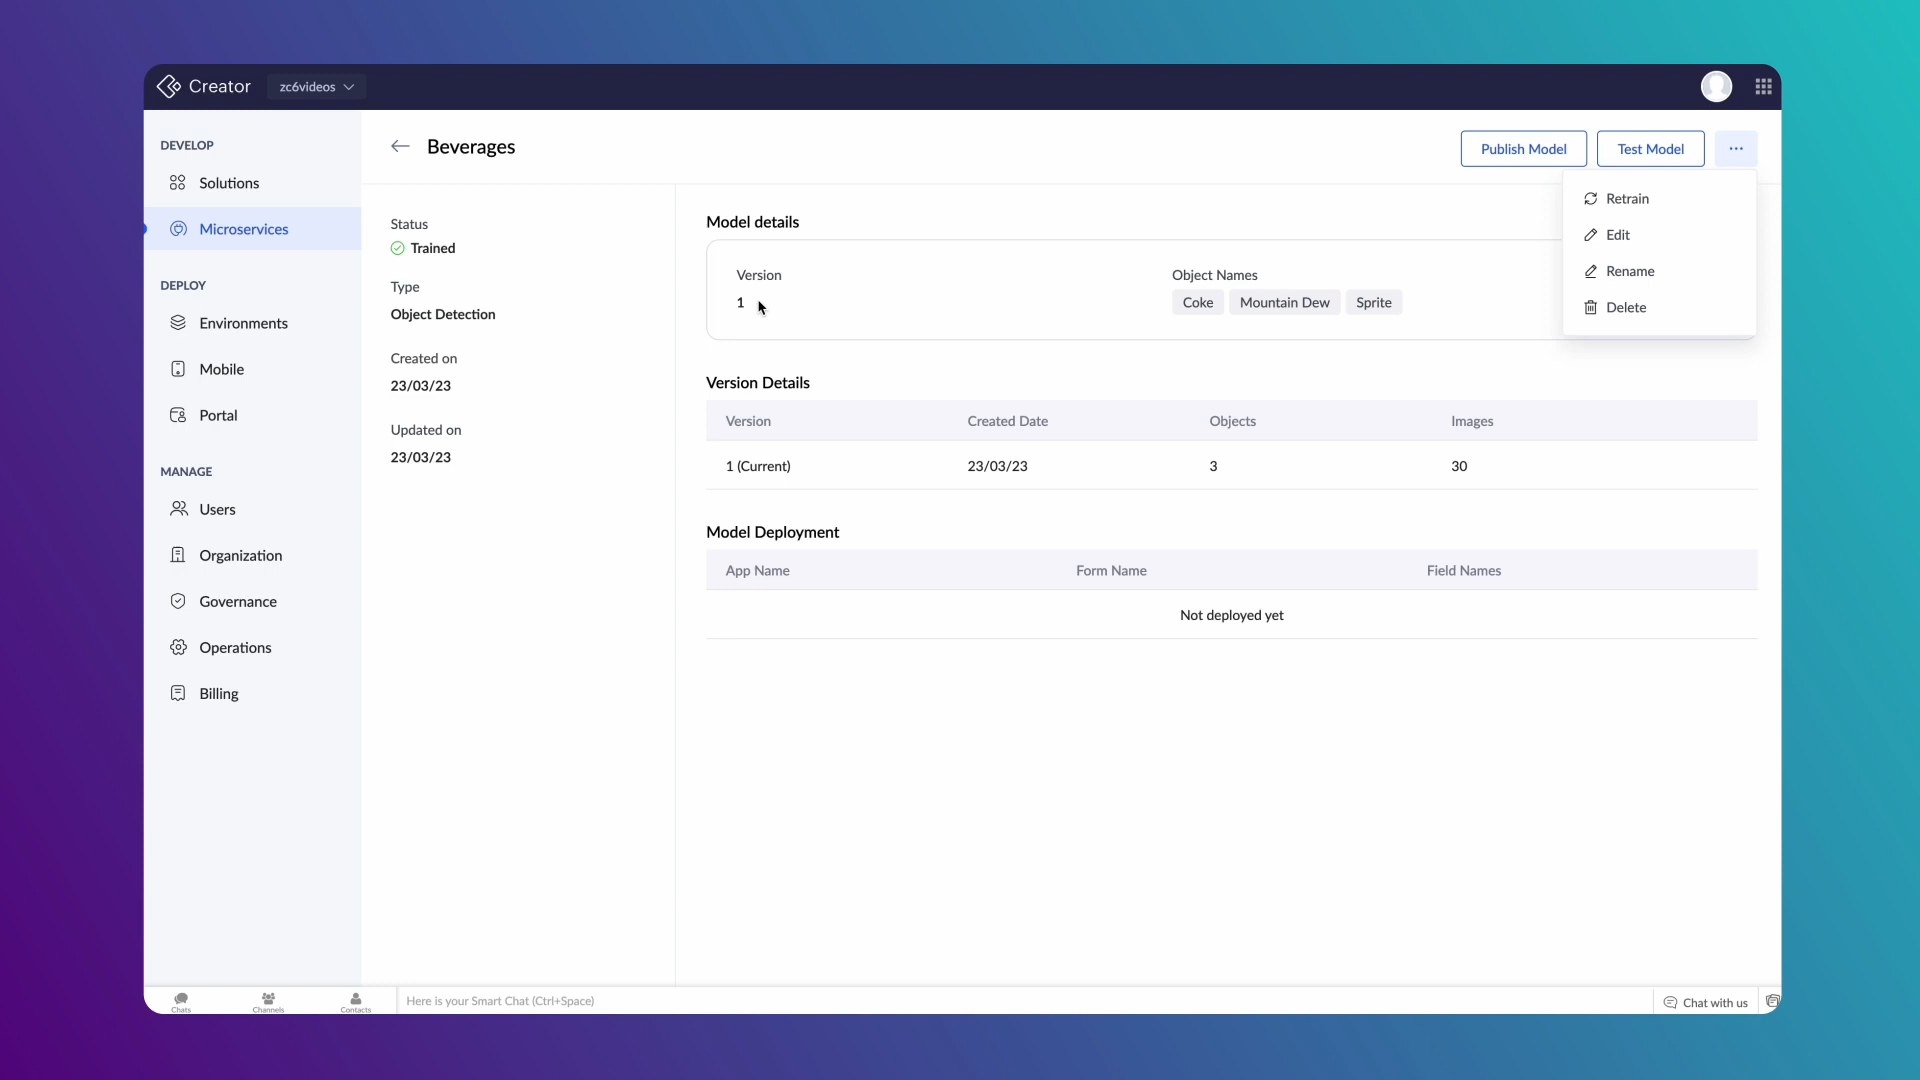 Creator
zc6videos
DEVELOP
Solutions
Microservices
DEPLOY
Environments
Mobile
Portal
MANAGE
Users
Organization
Governance
Operations
Billing
Beverages
Publish Model
Test Model
Retrain
Edit
Rename
Delete
Status
Trained
Type
Object Detection
Created on
23/03/23
Updated on
23/03/23
Model details
Version
1
Object Names
Coke Mountain Dew Sprite
Version Details
Version Created Date Objects Images
1 (Current) 23/03/23 3 30
Model Deployment
App Name Form Name Field Names
Not deployed yet
Chats
Channels
Contacts
Here is your Smart Chat (Ctrl+Space)
Chat with us